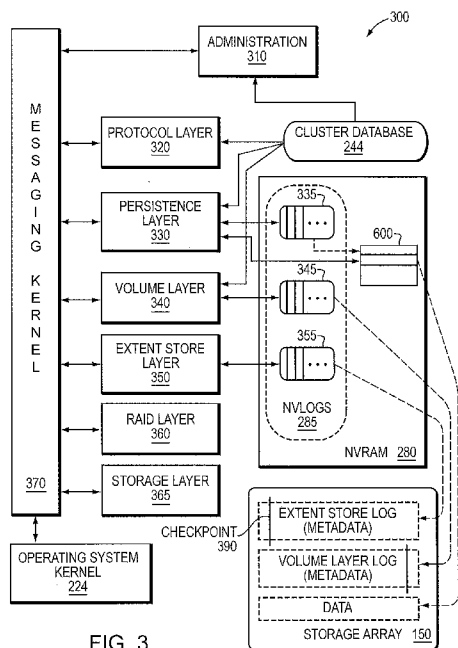 300
ADMINISTRATION
310
MESSAGING KERNEL
370
PROTOCOL LAYER
320
CLUSTER DATABASE
244
PERSISTENCE
LAYER
330
335
600
VOLUME LAYER
340
345
EXTENT STORE
LAYER
350
355
NVLOGS
285
NVRAM 280
RAID LAYER
360
STORAGE LAYER
365
CHECKPOINT
390
EXTENT STORE LOG
(METADATA)
VOLUME LAYER LOG
(METADATA)
DATA
STORAGE ARRAY 150
OPERATING SYSTEM
KERNEL
224
FIG. 3